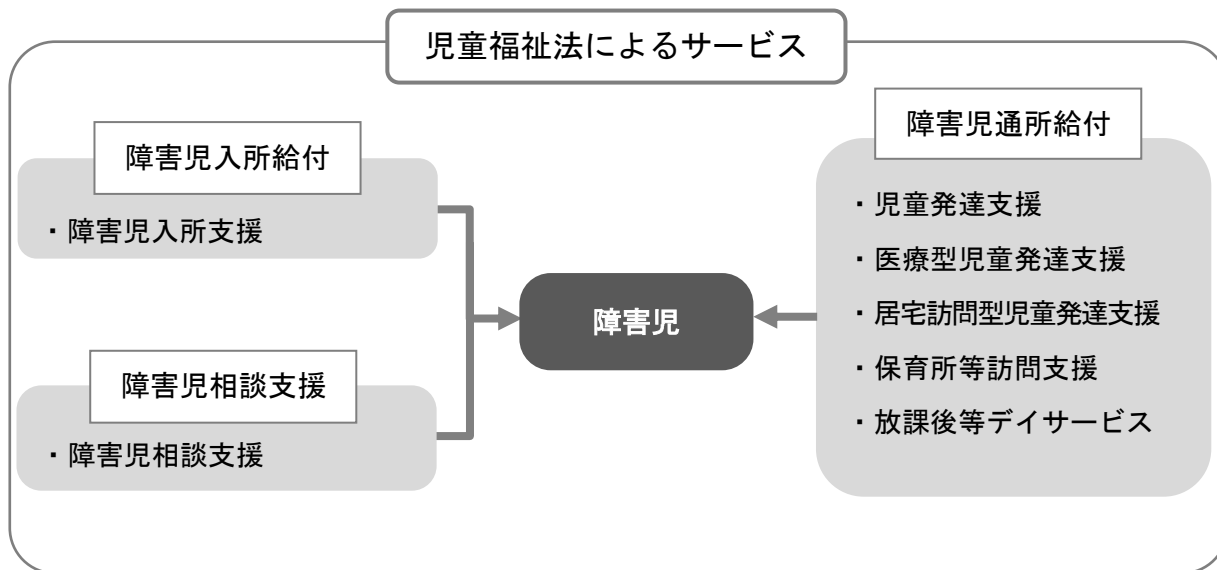 児童福祉法によるサービス
障害児入所給付
・障害児入所支援
障害児相談支援
・障害児相談支援
障害児
障害児通所給付
・児童発達支援
・医療型児童発達支援
・居宅訪問型児童発達支援
・保育所等訪問支援
・放課後等デイサービス